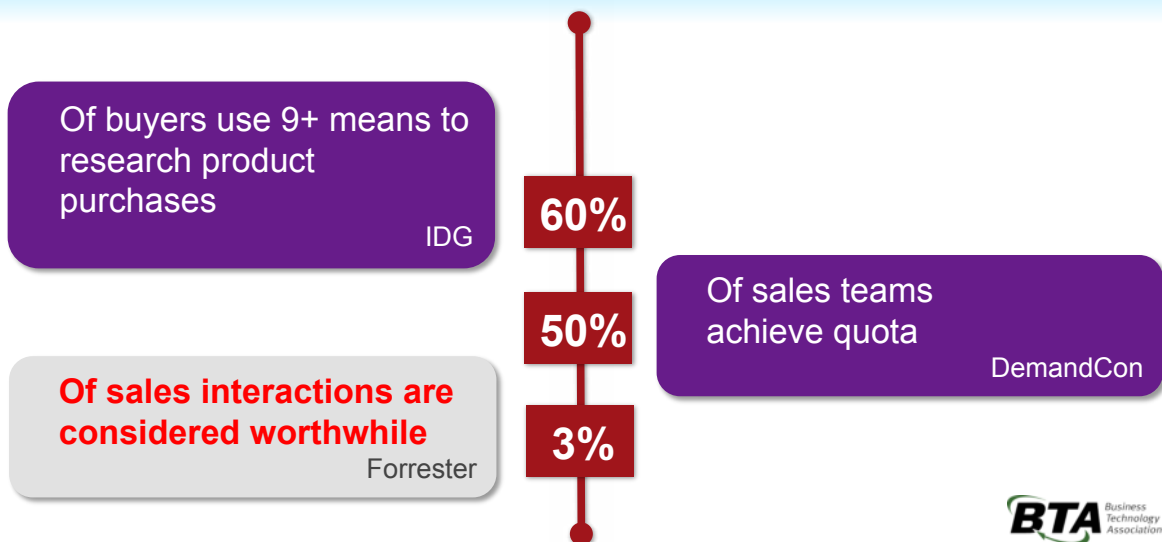 Of buyers use 9+ means to
research product
purchases
IDG
60%
50%
Of sales teams
achieve quota
DemandCon
Of sales interactions are
considered worthwhile
Forrester
3%
BTA
Business
Technology
Association